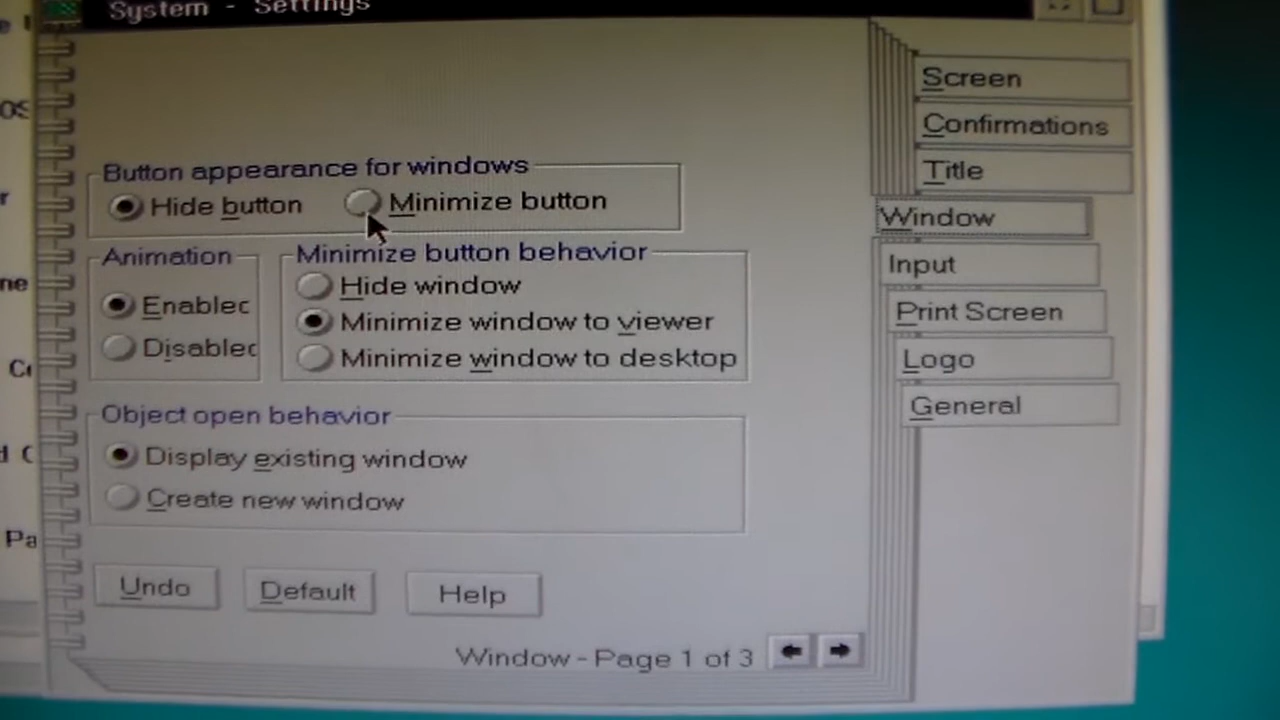 System - Settings
Button appearance for windows
Hide button
Minimize button
Animation
Enabled
Disabled
Minimize button behavior
Hide window
Minimize window to viewer
Minimize window to desktop
Object open behavior
Display existing window
Create new window
Undo
Default
Help
Window - Page 1 of 3
Screen
Confirmations
Title
Window
Input
Print Screen
Logo
General